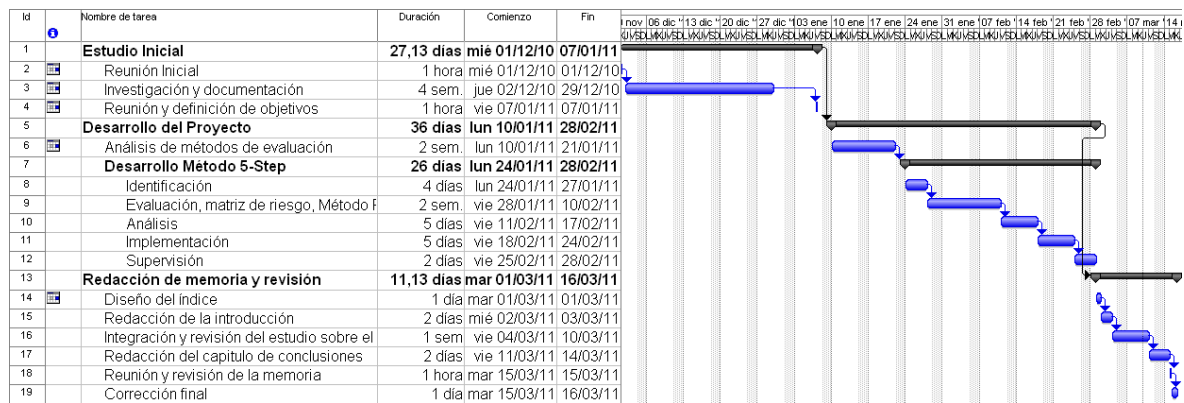 Id Nombre de tarea Duración Comienzo Fin nov 06 dic ' 13 dic ' 20 dic ' 27 dic ' 03 ene 10 ene 17 ene 24 ene 31 ene ' 07 feb ' 14 feb ' 21 feb ' 28 feb ' 07 mar ' 14
1 Estudio Inicial 27,13 días mié 01/12/10 07/01/11
2 Reunión Inicial 1 hora mié 01/12/10 01/12/10
3 Investigación y documentación 4 sem. jue 02/12/10 29/12/10
4 Reunión y definición de objetivos 1 hora vie 07/01/11 07/01/11
5 Desarrollo del Proyecto 36 días lun 10/01/11 28/02/11
6 Análisis de métodos de evaluación 2 sem. lun 10/01/11 21/01/11
7 Desarrollo Método 5-Step 26 días lun 24/01/11 28/02/11
8 Identificación 4 días lun 24/01/11 27/01/11
9 Evaluación, matriz de riesgo, Método 2 sem. vie 28/01/11 10/02/11
10 Análisis 5 días vie 11/02/11 17/02/11
11 Implementación 5 días vie 18/02/11 24/02/11
12 Supervisión 2 días vie 25/02/11 28/02/11
13 Redacción de memoria y revisión 11,13 días mar 01/03/11 16/03/11
14 Diseño del índice 1 día mar 01/03/11 01/03/11
15 Redacción de la introducción 2 días mié 02/03/11 03/03/11
16 Integración y revisión del estudio sobre el 1 sem vie 04/03/11 10/03/11
17 Redacción del capitulo de conclusiones 2 días vie 11/03/11 14/03/11
18 Reunión y revisión de la memoria 1 hora mar 15/03/11 15/03/11
19 Corrección final 1 día mar 15/03/11 16/03/11